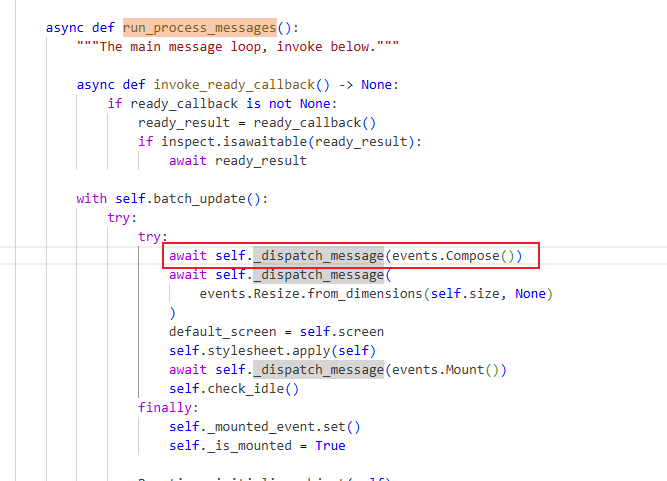 async def run_process_messages():
"""The main message loop, invoke below."""
async def invoke_ready_callback() -> None:
if ready_callback is not None:
ready_result = ready_callback()
if inspect.isawaitable(ready_result):
await ready_result
with self.batch_update():
try:
try:
await self._dispatch_message(events.Compose())
await self._dispatch_message(
events.Resize.from_dimensions(self.size, None)
)
default_screen = self.screen
self.stylesheet.apply(self)
await self._dispatch_message(events.Mount())
self.check_idle()
finally:
self._mounted_event.set()
self._is_mounted = True